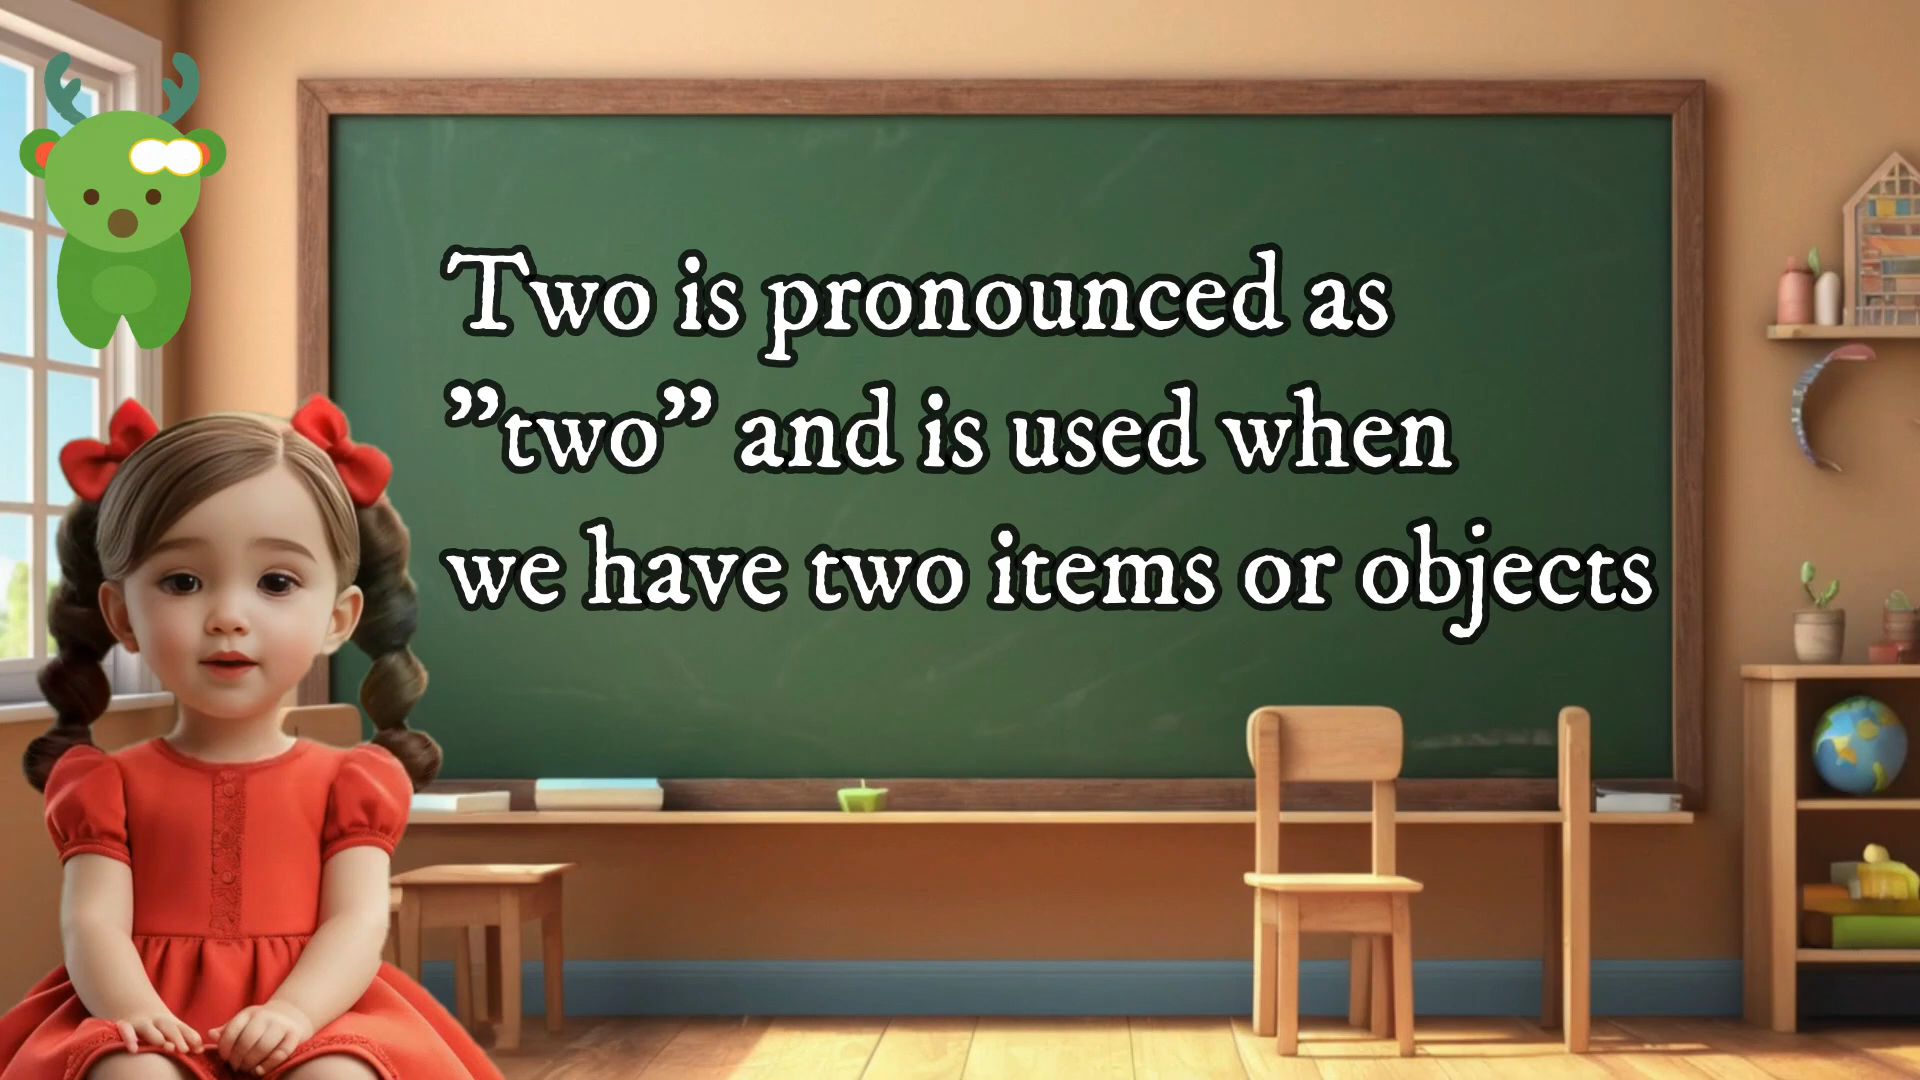 Two is pronounced as
”two” and is used when
we have two items or objects